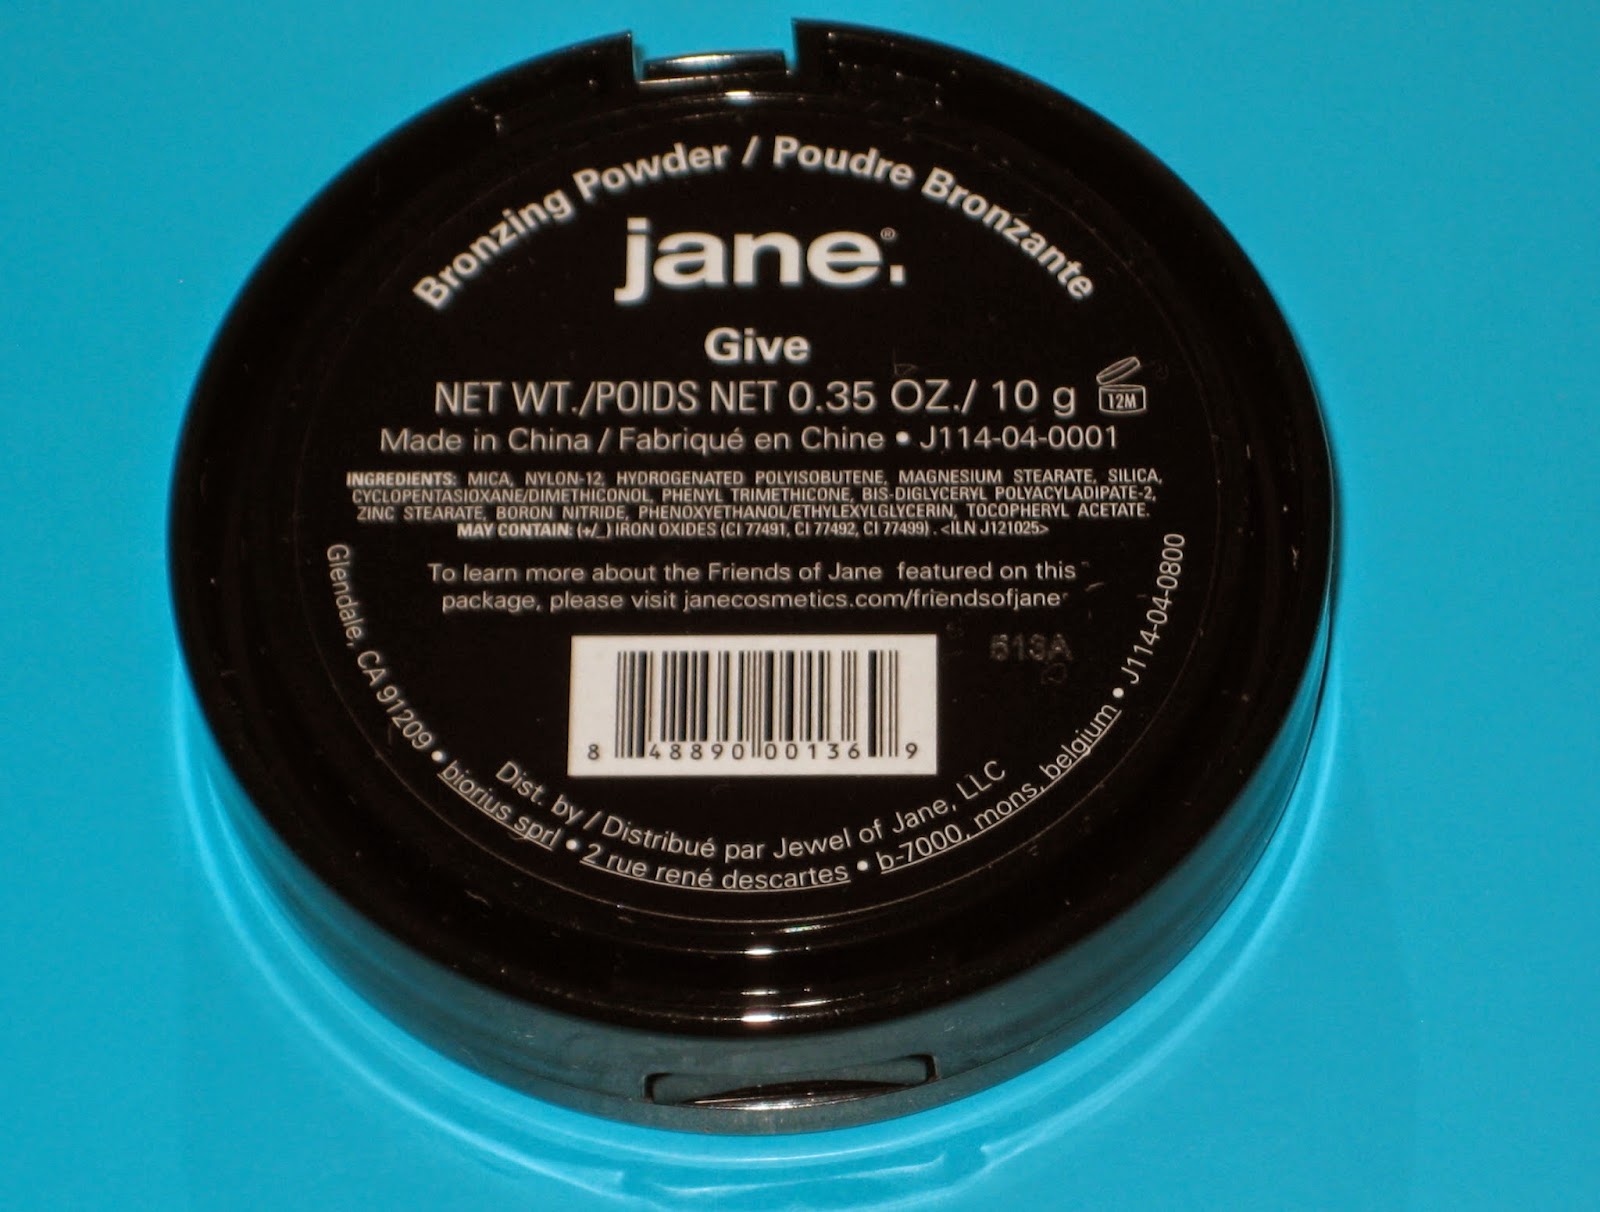 Bronzing Powder / Poudre Bronzante
jane.®
Give
NET WT./POIDS NET 0.35 OZ./ 10 g
12M
Made in China / Fabriqué en Chine • J114-04-0001
INGREDIENTS: MICA, NYLON-12, HYDROGENATED POLYISOBUTENE, MAGNESIUM STEARATE, SILICA,
CYCLOPENTASIOXANE/DIMETHICONOL, PHENYL TRIMETHICONE, BIS-DIGLYCERYL POLYACYLADIPATE-2,
ZINC STEARATE, BORON NITRIDE, PHENOXYETHANOL/ETHYLEXYLGLYCERIN, TOCOPHERYL ACETATE.
MAY CONTAIN: (+/_) IRON OXIDES (CI 77491, CI 77492, CI 77499) . <ILN J121025>
To learn more about the Friends of Jane featured on this
package, please visit janecosmetics.com/friendsofjane
513A
8 48890 00136 9
Dist. by / Distribué par Jewel of Jane, LLC
Glendale, CA 91209 • biorius sprl • 2 rue rené descartes • b-7000, mons, belgium • J114-04-0800